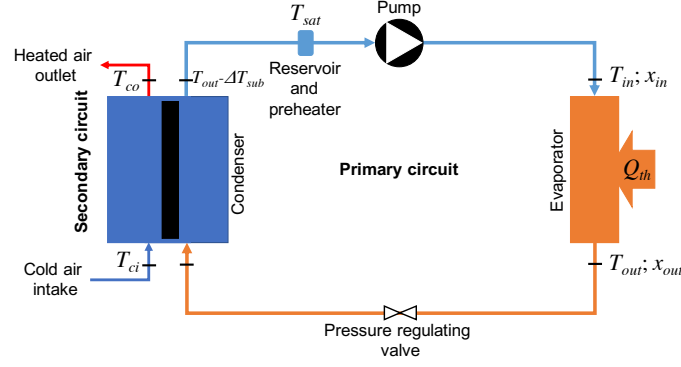 T_sat
Pump
Heated air
outlet
T_co
T_out-ΔT_sub
Reservoir
and
preheater
T_in; x_in
Secondary circuit
Condenser
Primary circuit
Evaporator
Q_th
Cold air
intake
T_ci
T_out; x_out
Pressure regulating
valve